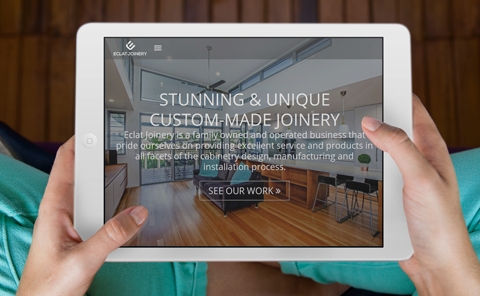 ECLAT JOINERY
STUNNING & UNIQUE
CUSTOM-MADE JOINERY
Eclat Joinery is a family owned and operated business that
pride ourselves on providing excellent service and products in
all facets of the cabinetry design, manufacturing and
installation process.
SEE OUR WORK »